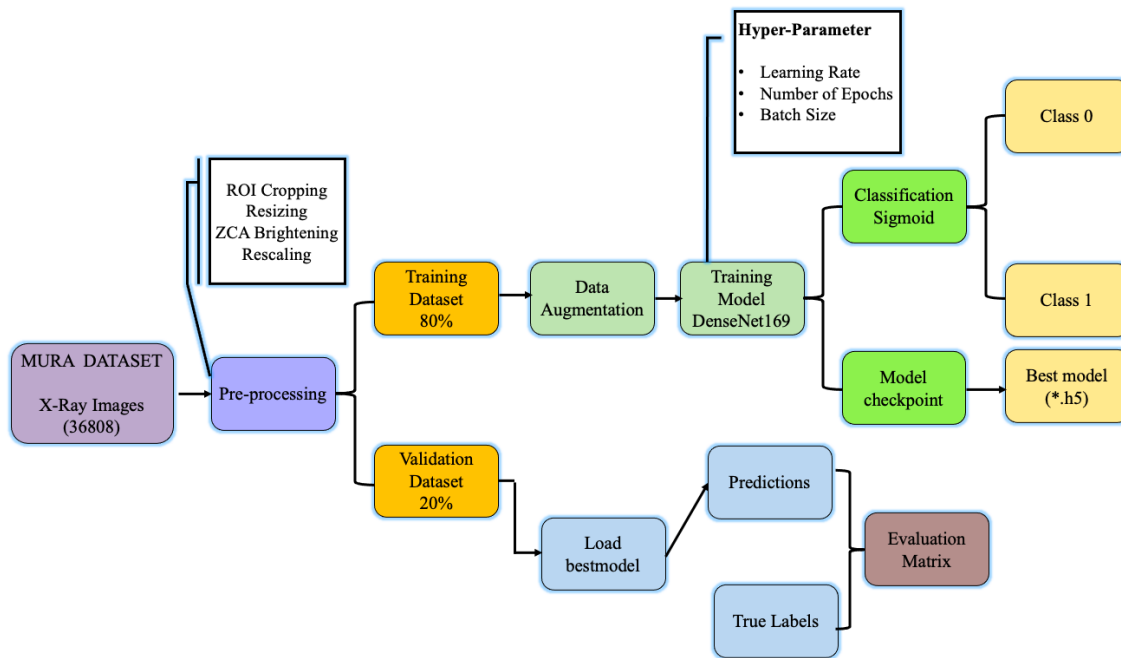 Hyper-Parameter
• Learning Rate
• Number of Epochs
• Batch Size
Class 0
ROI Cropping
Resizing
ZCA Brightening
Rescaling
Classification
Sigmoid
Training
Dataset
80%
Data
Augmentation
Training
Model
DenseNet169
Class 1
MURA DATASET
X-Ray Images
(36808)
Pre-processing
Model
checkpoint
Best model
(*.h5)
Validation
Dataset
20%
Load
bestmodel
Predictions
Evaluation
Matrix
True Labels